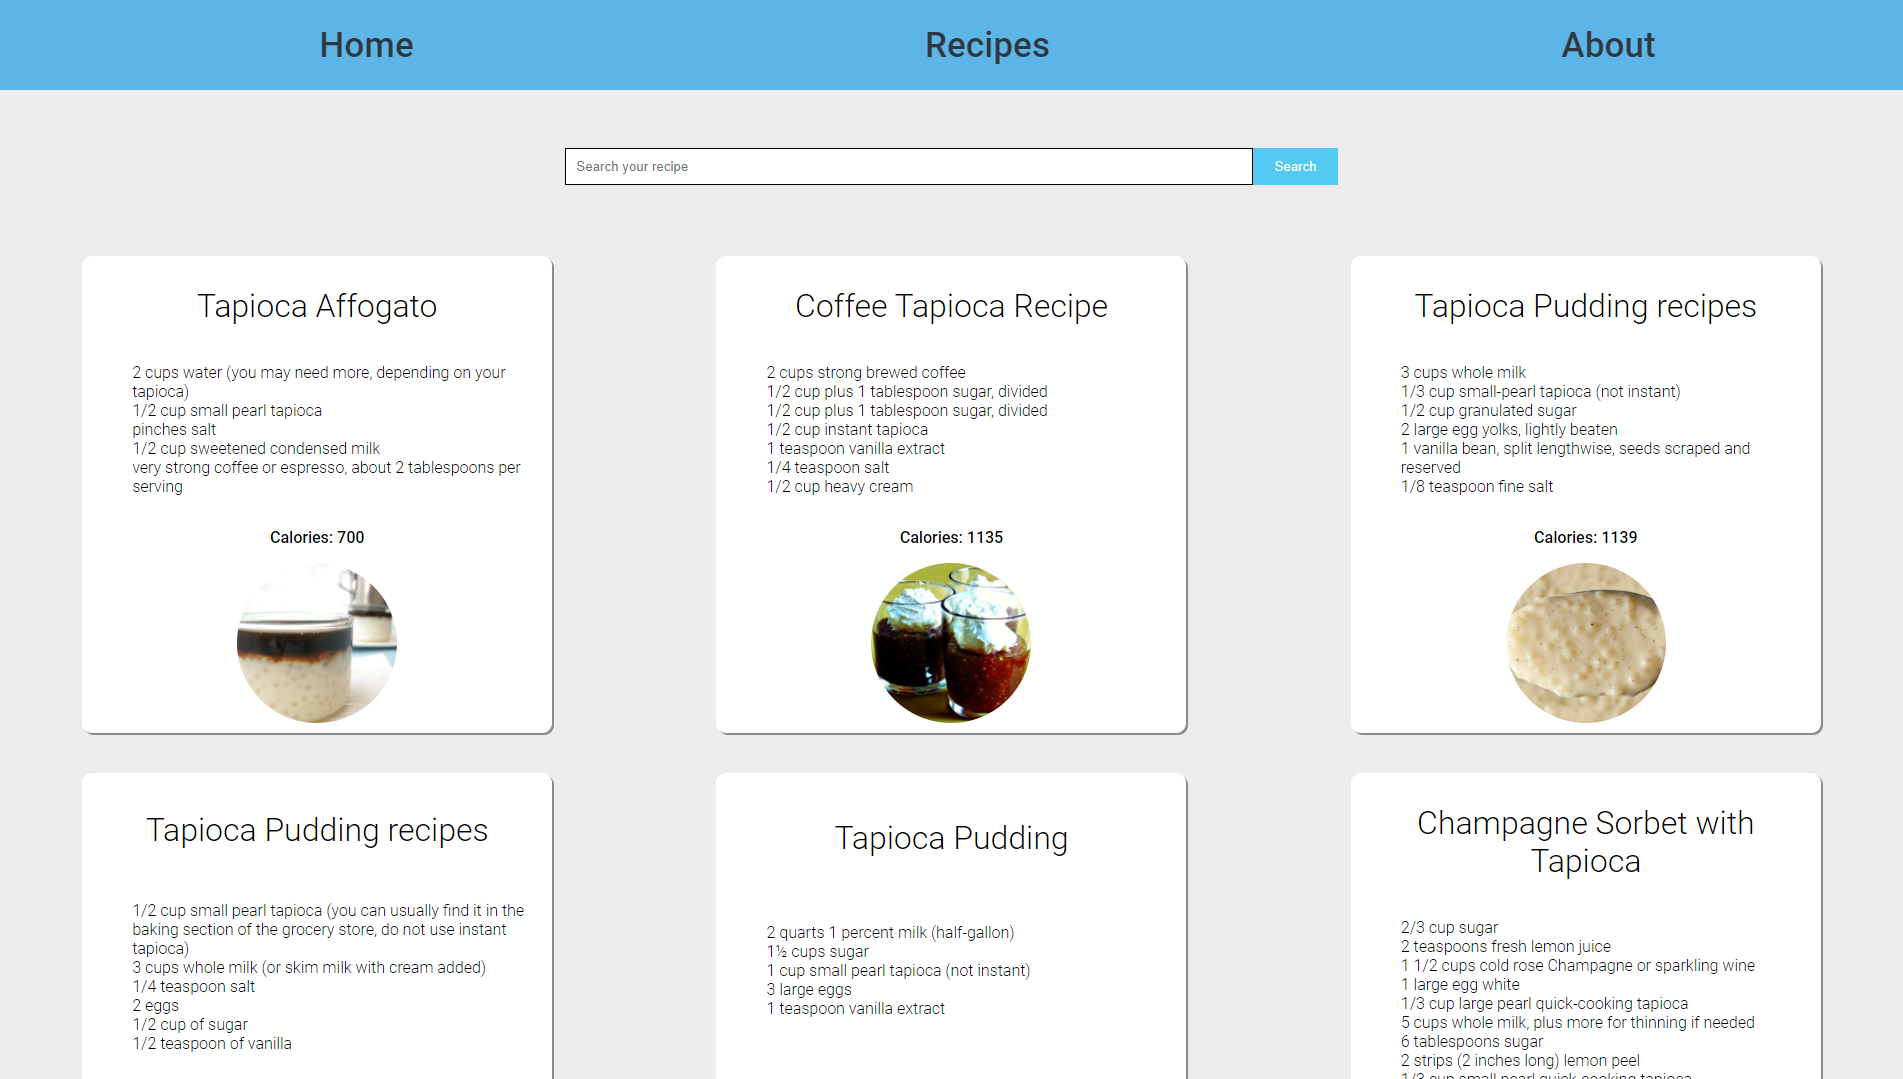 Home
Recipes
About
Search your recipe
Search
Tapioca Affogato
2 cups water (you may need more, depending on your
tapioca)
1/2 cup small pearl tapioca
pinches salt
1/2 cup sweetened condensed milk
very strong coffee or espresso, about 2 tablespoons per
serving
Calories: 700
Coffee Tapioca Recipe
2 cups strong brewed coffee
1/2 cup plus 1 tablespoon sugar, divided
1/2 cup plus 1 tablespoon sugar, divided
1/2 cup instant tapioca
1 teaspoon vanilla extract
1/4 teaspoon salt
1/2 cup heavy cream
Calories: 1135
Tapioca Pudding recipes
3 cups whole milk
1/3 cup small-pearl tapioca (not instant)
1/2 cup granulated sugar
2 large egg yolks, lightly beaten
1 vanilla bean, split lengthwise, seeds scraped and
reserved
1/8 teaspoon fine salt
Calories: 1139
Tapioca Pudding recipes
1/2 cup small pearl tapioca (you can usually find it in the
baking section of the grocery store, do not use instant
tapioca)
3 cups whole milk (or skim milk with cream added)
1/4 teaspoon salt
2 eggs
1/2 cup of sugar
1/2 teaspoon of vanilla
Tapioca Pudding
2 quarts 1 percent milk (half-gallon)
1½ cups sugar
1 cup small pearl tapioca (not instant)
3 large eggs
1 teaspoon vanilla extract
Champagne Sorbet with
Tapioca
2/3 cup sugar
2 teaspoons fresh lemon juice
1 1/2 cups cold rose Champagne or sparkling wine
1 large egg white
1/3 cup large pearl quick-cooking tapioca
5 cups whole milk, plus more for thinning if needed
6 tablespoons sugar
2 strips (2 inches long) lemon peel
1/3 cup small pearl quick-cooking tapioca